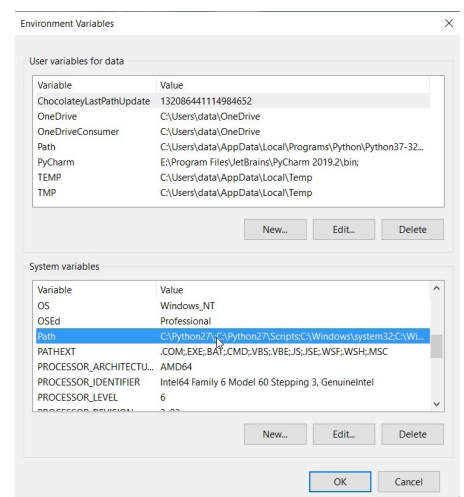 Environment Variables
User variables for data
Variable Value
ChocolateyLastPathUpdate 132086441114984652
OneDrive C:\Users\data\OneDrive
OneDriveConsumer C:\Users\data\OneDrive
Path C:\Users\data\AppData\Local\Programs\Python\Python37-32...
PyCharm E:\Program Files\JetBrains\PyCharm 2019.2\bin;
TEMP C:\Users\data\AppData\Local\Temp
TMP C:\Users\data\AppData\Local\Temp
New... Edit... Delete
System variables
Variable Value
OS Windows_NT
OSEd Professional
Path C:\Python27\;C:\Python27\Scripts;C:\Windows\system32;C:\Wi...
PATHEXT .COM;.EXE;.BAT;.CMD;.VBS;.VBE;.JS;.JSE;.WSF;.WSH;.MSC
PROCESSOR_ARCHITECTU... AMD64
PROCESSOR_IDENTIFIER Intel64 Family 6 Model 60 Stepping 3, GenuineIntel
PROCESSOR_LEVEL 6
New... Edit... Delete
OK Cancel